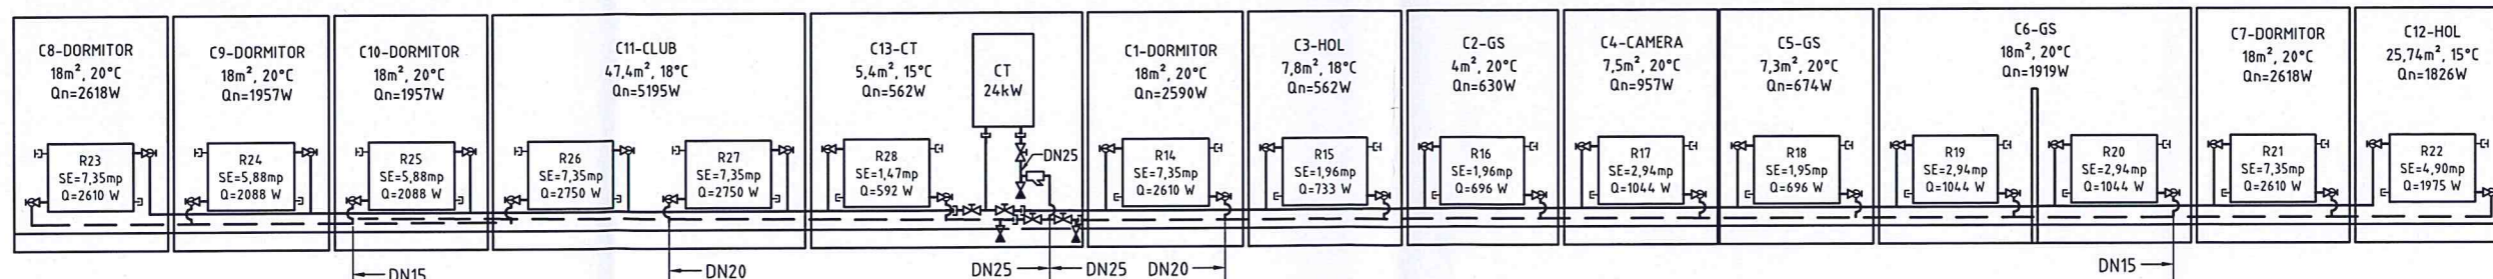 C8-DORMITOR
18m², 20°C
Qn=2618W
R23
SE=7,35mp
Q=2610 W
C9-DORMITOR
18m², 20°C
Qn=1957W
R24
SE=5,88mp
Q=2088 W
C10-DORMITOR
18m², 20°C
Qn=1957W
R25
SE=5,88mp
Q=2088 W
C11-CLUB
47,4m², 18°C
Qn=5195W
R26
SE=7,35mp
Q=2750 W
R27
SE=7,35mp
Q=2750 W
C13-CT
5,4m², 15°C
Qn=562W
R28
SE=1,47mp
Q=592 W
CT
24kW
DN25
C1-DORMITOR
18m², 20°C
Qn=2590W
R14
SE=7,35mp
Q=2610 W
C3-HOL
7,8m², 18°C
Qn=562W
R15
SE=1,96mp
Q=733 W
C2-GS
4m², 20°C
Qn=630W
R16
SE=1,96mp
Q=696 W
C4-CAMERA
7,5m², 20°C
Qn=957W
R17
SE=2,94mp
Q=1044 W
C5-GS
7,3m², 20°C
Qn=674W
R18
SE=1,95mp
Q=696 W
C6-GS
18m², 20°C
Qn=1919W
R19
SE=2,94mp
Q=1044 W
R20
SE=2,94mp
Q=1044 W
C7-DORMITOR
18m², 20°C
Qn=2618W
R21
SE=7,35mp
Q=2610 W
C12-HOL
25,74m², 15°C
Qn=1826W
R22
SE=4,90mp
Q=1975 W
DN15
DN20
DN25
DN25
DN20
DN15